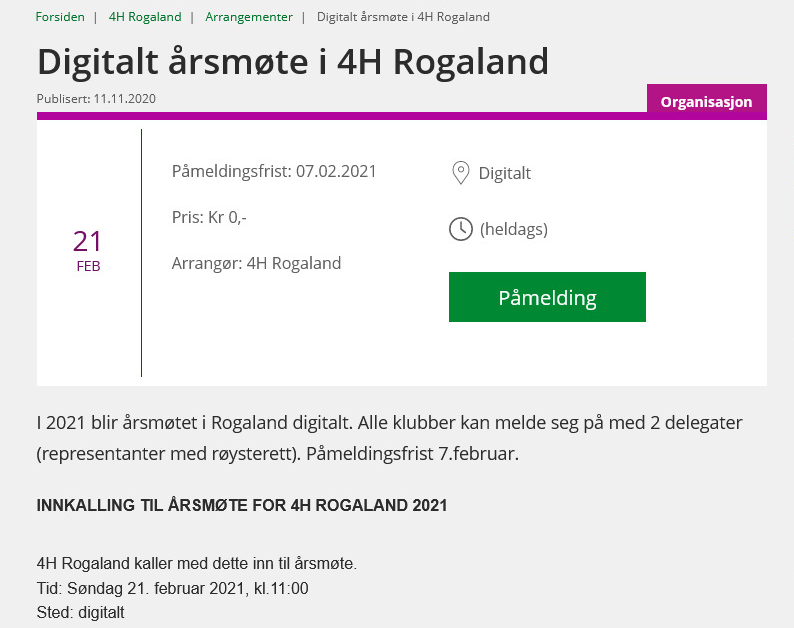 Forsiden | 4H Rogaland | Arrangementer | Digitalt årsmøte i 4H Rogaland
Digitalt årsmøte i 4H Rogaland
Publisert: 11.11.2020
Organisasjon
21
FEB
Påmeldingsfrist: 07.02.2021
Pris: Kr 0,-
Arrangør: 4H Rogaland
Digitalt
(heldags)
Påmelding
I 2021 blir årsmøtet i Rogaland digitalt. Alle klubber kan melde seg på med 2 delegater
(representanter med røysterett). Påmeldingsfrist 7.februar.
INNKALLING TIL ÅRSMØTE FOR 4H ROGALAND 2021
4H Rogaland kaller med dette inn til årsmøte.
Tid: Søndag 21. februar 2021, kl.11:00
Sted: digitalt